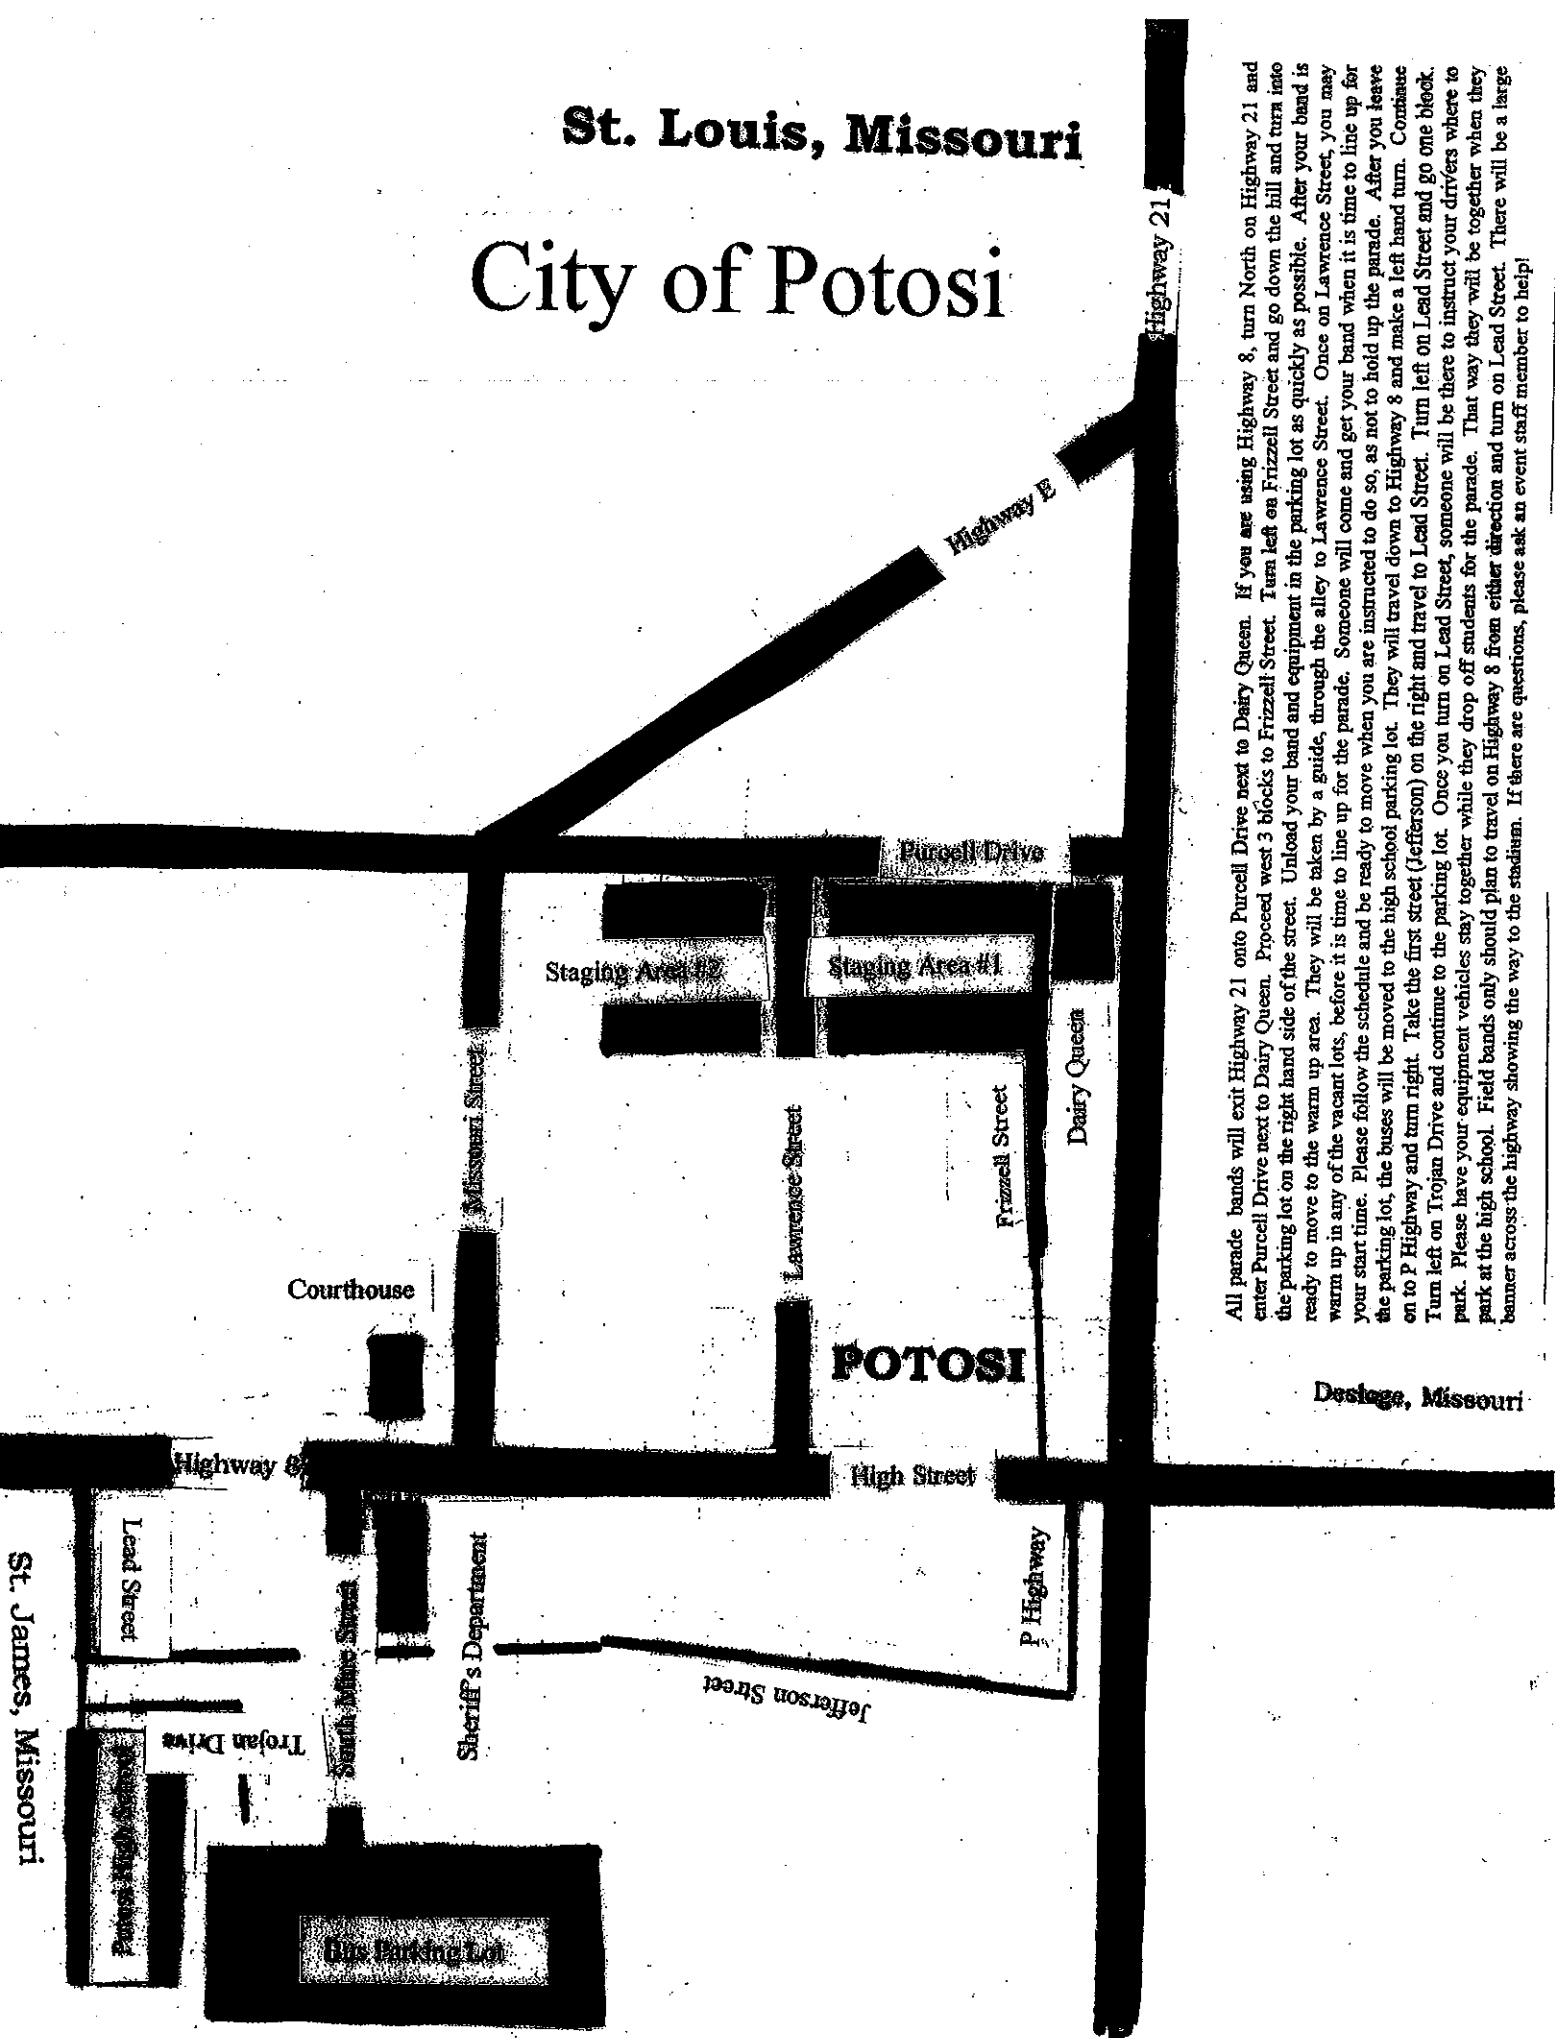 St. Louis, Missouri
City of Potosi
Highway 21
Highway E
Purcell Drive
Staging Area #2
Staging Area #1
Dairy Queen
Missouri Street
Lawrence Street
Frizzell Street
Courthouse
POTOSI
Desloge, Missouri
Highway 8
High Street
Lead Street
South Mine Street
Sheriff's Department
P Highway
Jefferson Street
Trojan Drive
St. James, Missouri
Potosi High School
Bus Parking Lot
All parade bands will exit Highway 21 onto Purcell Drive next to Dairy Queen. If you are using Highway 8, turn North on Highway 21 and
enter Purcell Drive next to Dairy Queen. Proceed west 3 blocks to Frizzell Street. Turn left on Frizzell Street and go down the hill and turn into
the parking lot on the right hand side of the street. Unload your band and equipment in the parking lot as quickly as possible. After your band is
ready to move to the warm up area. They will be taken by a guide, through the alley to Lawrence Street. Once on Lawrence Street, you may
warm up in any of the vacant lots, before it is time to line up for the parade. Someone will come and get your band when it is time to line up for
your start time. Please follow the schedule and be ready to move when you are instructed to do so, as not to hold up the parade. After you leave
the parking lot, the buses will be moved to the high school parking lot. They will travel down to Highway 8 and make a left hand turn. Continue
on to P Highway and turn right. Take the first street (Jefferson) on the right and travel to Lead Street. Turn left on Lead Street and go one block.
Turn left on Trojan Drive and continue to the parking lot. Once you turn on Lead Street, someone will be there to instruct your drivers where to
park. Please have your equipment vehicles stay together while they drop off students for the parade. That way they will be together when they
park at the high school. Field bands only should plan to travel on Highway 8 from either direction and turn on Lead Street. There will be a large
banner across the highway showing the way to the stadium. If there are questions, please ask an event staff member to help!